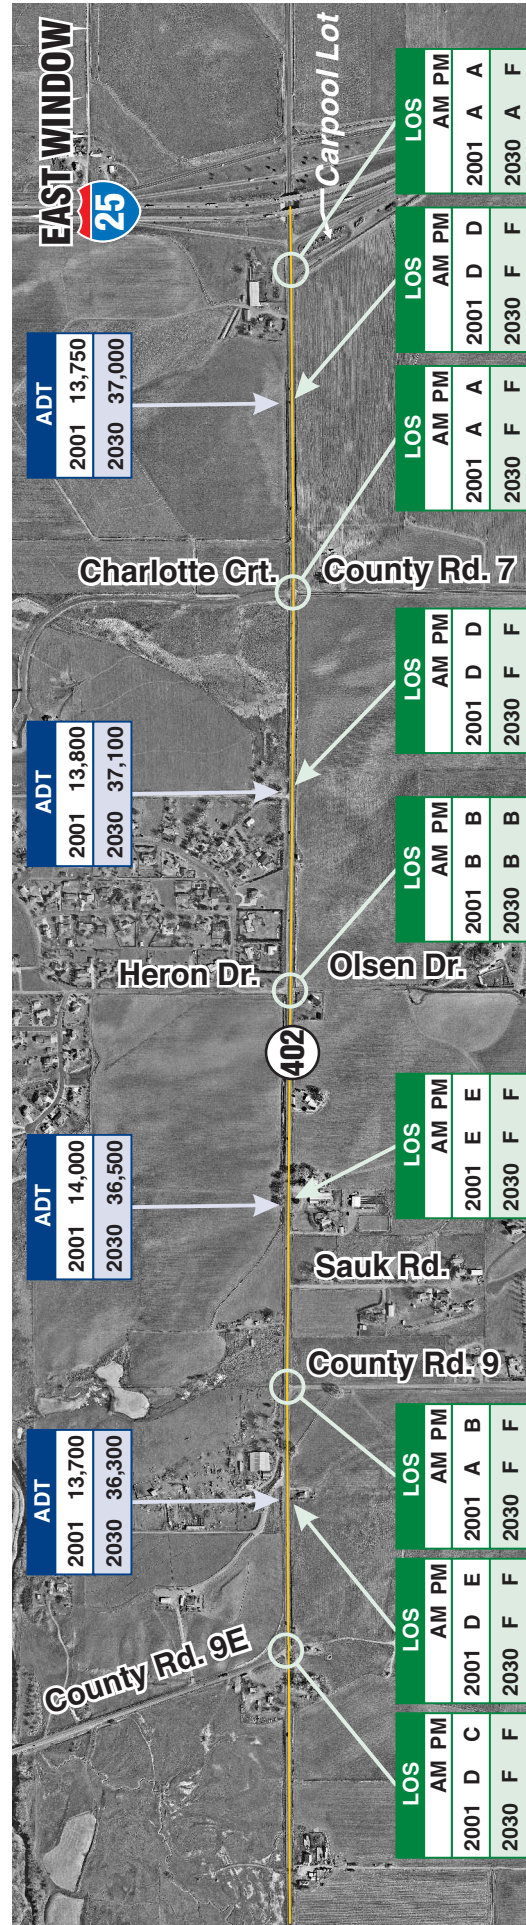 EAST WINDOW
25
Carpool Lot
ADT
2001 13,700
2030 36,300
ADT
2001 14,000
2030 36,500
ADT
2001 13,800
2030 37,100
ADT
2001 13,750
2030 37,000
County Rd. 9E
County Rd. 9
Sauk Rd.
402
Heron Dr.
Olsen Dr.
Charlotte Crt.
County Rd. 7
LOS
AM PM
2001 D C
2030 F F
LOS
AM PM
2001 D E
2030 F F
LOS
AM PM
2001 A B
2030 F F
LOS
AM PM
2001 E E
2030 F F
LOS
AM PM
2001 B B
2030 B B
LOS
AM PM
2001 D D
2030 F F
LOS
AM PM
2001 A A
2030 F F
LOS
AM PM
2001 D D
2030 F F
LOS
AM PM
2001 A A
2030 A F